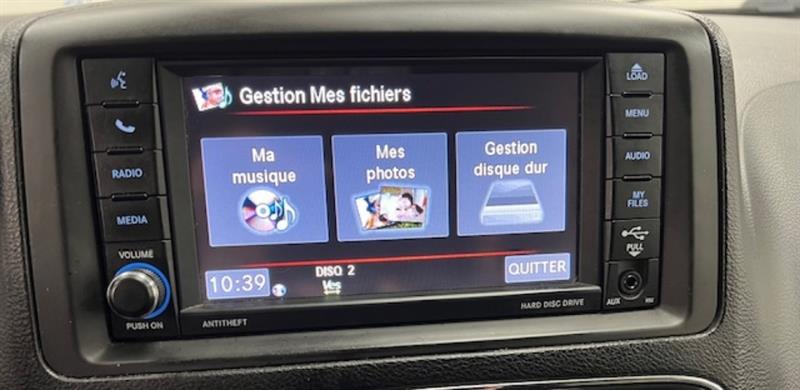 LOAD
Gestion Mes fichiers
MENU
RADIO
Ma musique
Mes photos
Gestion disque dur
AUDIO
MY FILES
MEDIA
PULL
VOLUME
10:39
DISQ 2
Ves
QUITTER
PUSH ON
ANTITHEFT
HARD DISC DRIVE
AUX